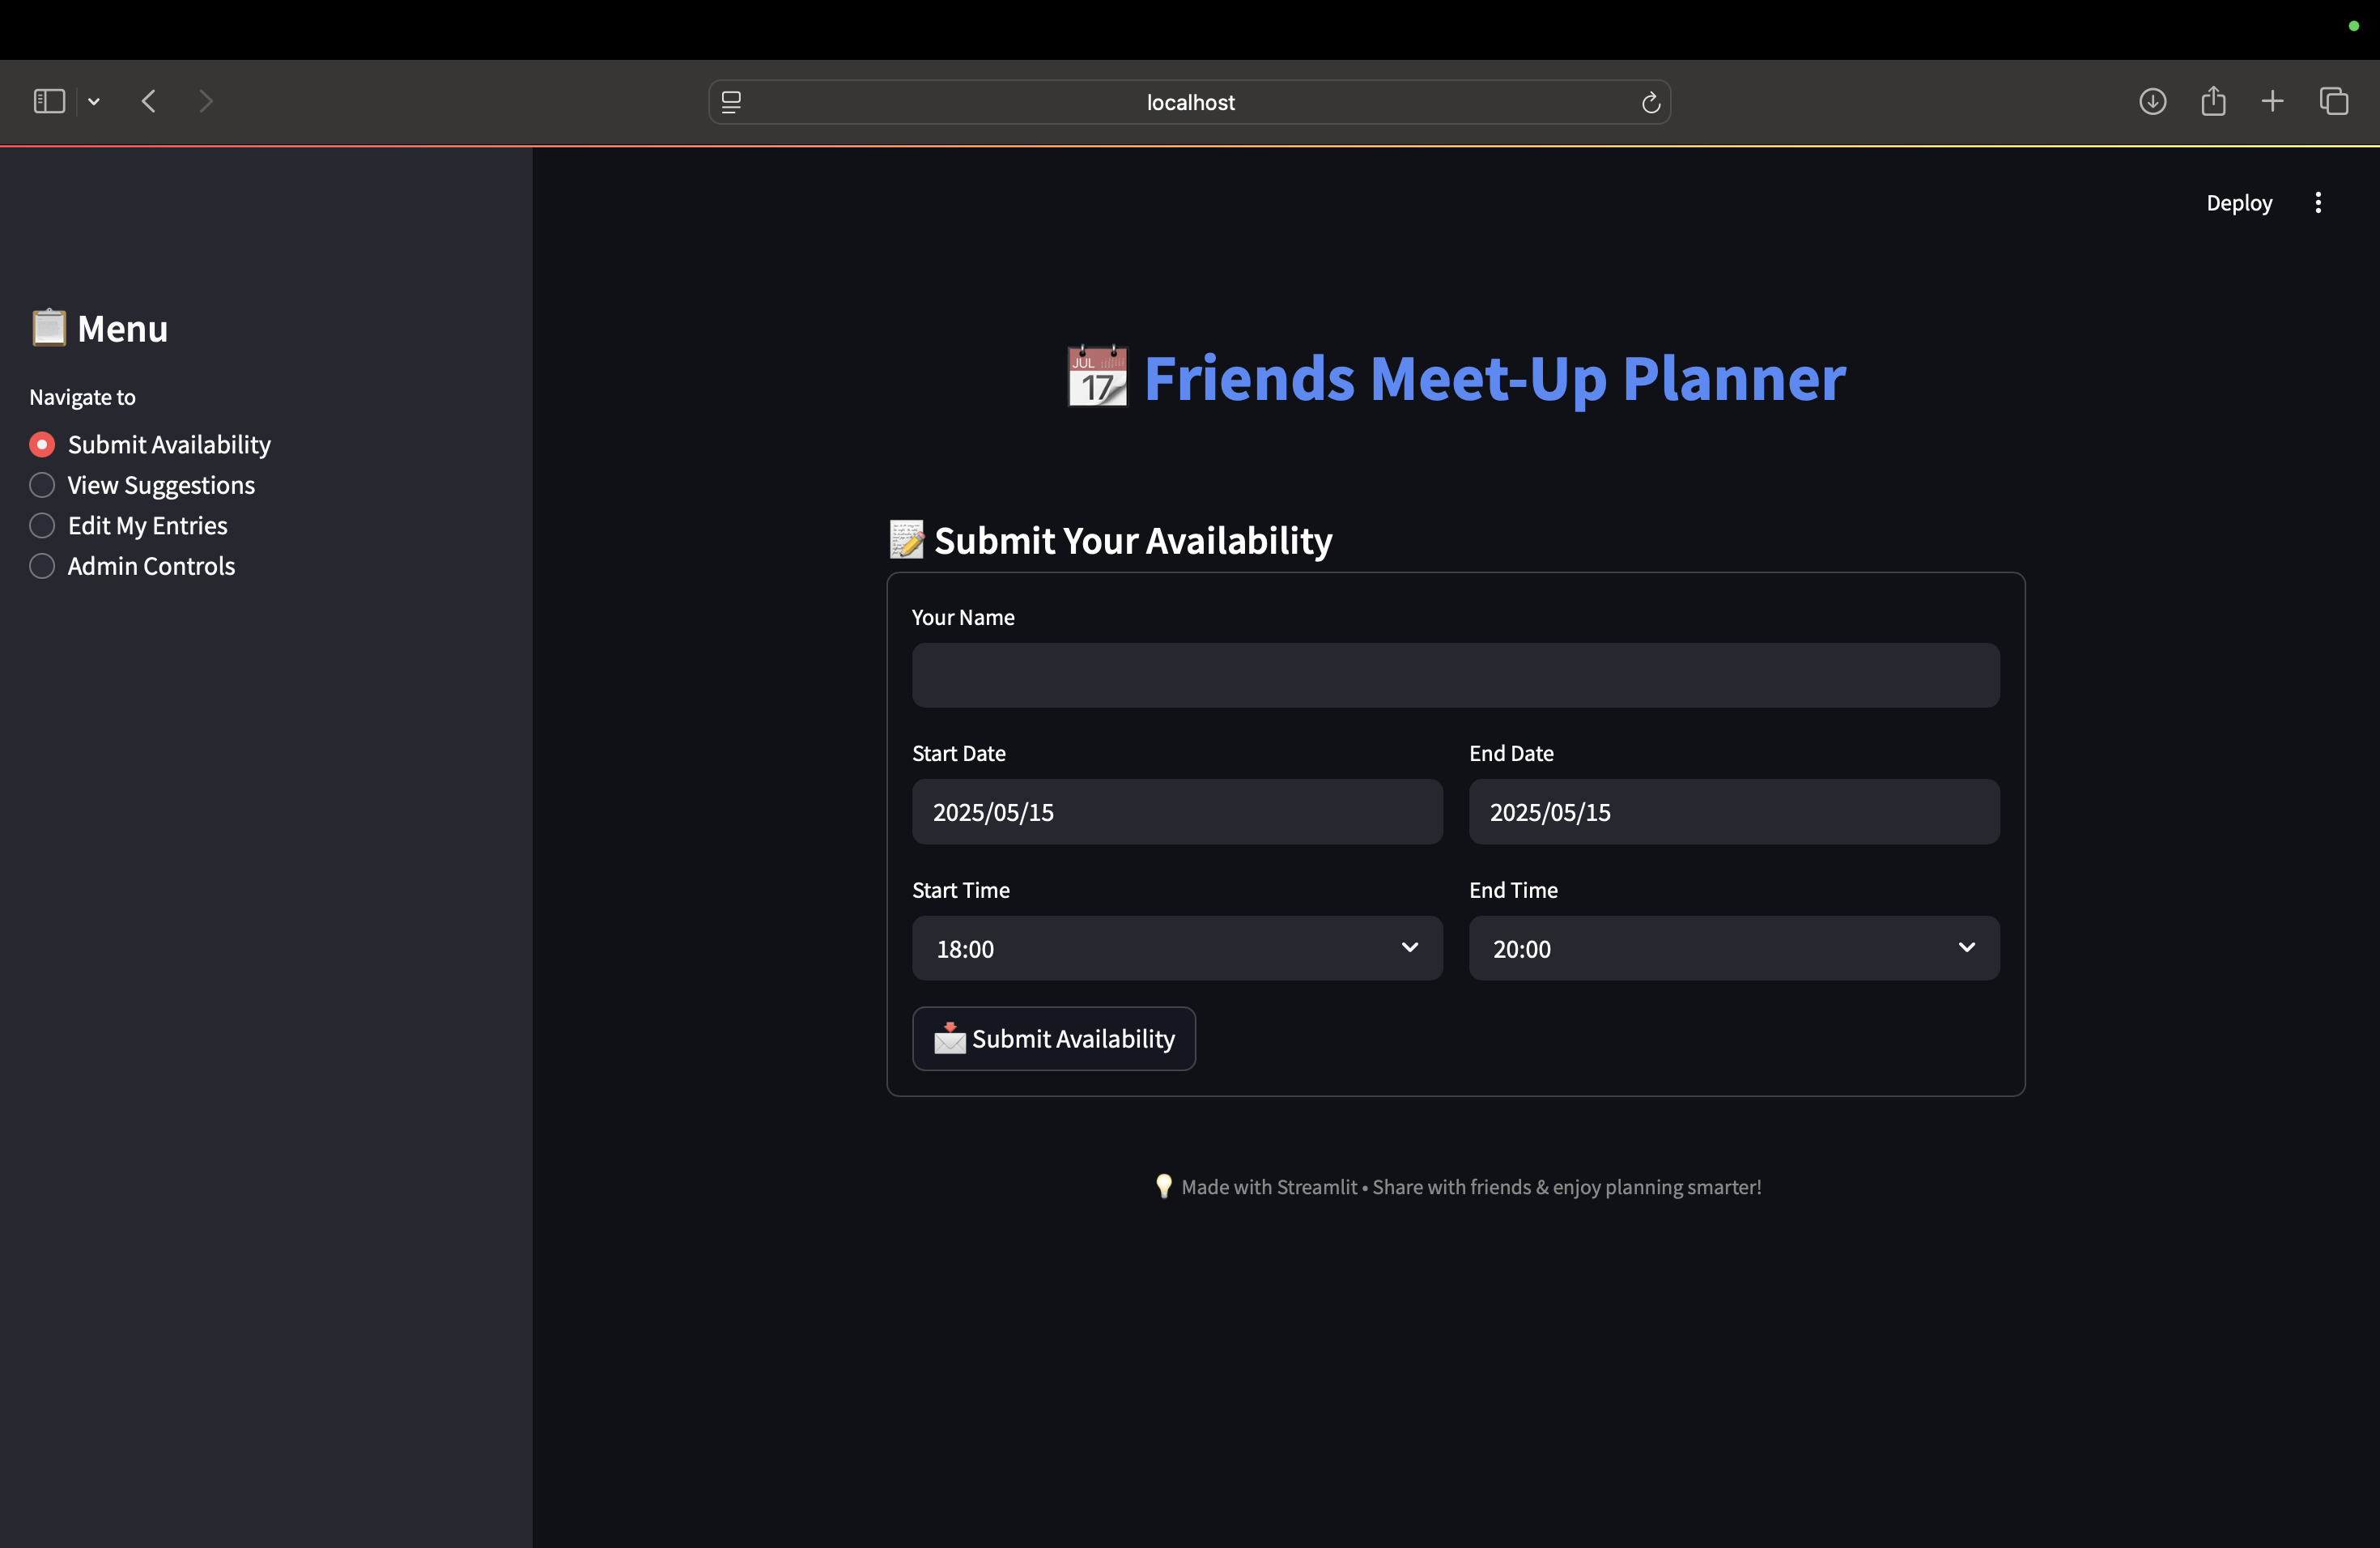 localhost
Deploy
📋 Menu
Navigate to
Submit Availability
View Suggestions
Edit My Entries
Admin Controls
📆 Friends Meet-Up Planner
📝 Submit Your Availability
Your Name
Start Date
End Date
2025/05/15
2025/05/15
Start Time
End Time
18:00
20:00
📩 Submit Availability
💡 Made with Streamlit • Share with friends & enjoy planning smarter!